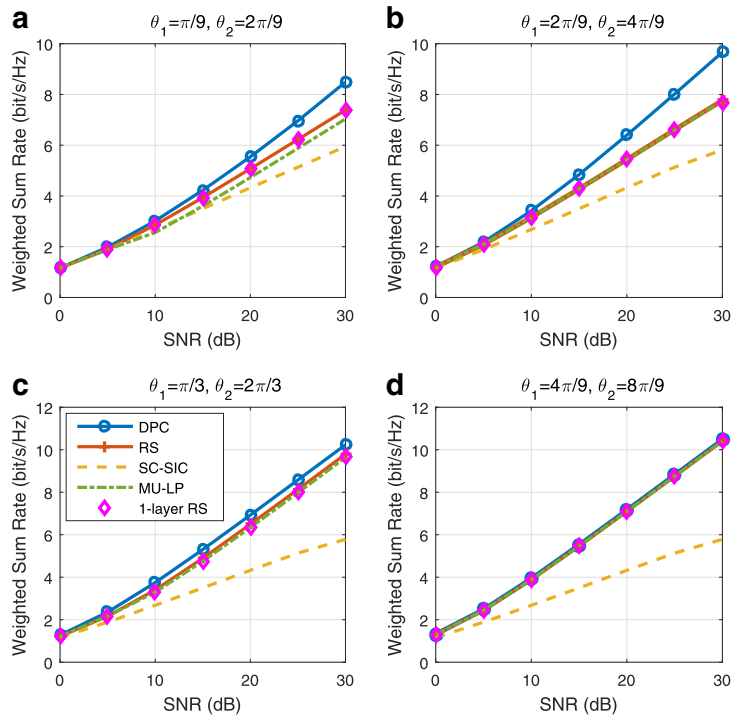 a
θ1=π/9, θ2=2π/9
10
8
6
4
2
0
Weighted Sum Rate (bit/s/Hz)
0 10 20 30
SNR (dB)
b
θ1=2π/9, θ2=4π/9
10
8
6
4
2
0
Weighted Sum Rate (bit/s/Hz)
0 10 20 30
SNR (dB)
c
θ1=π/3, θ2=2π/3
12
10
8
6
4
2
0
Weighted Sum Rate (bit/s/Hz)
DPC
RS
SC-SIC
MU-LP
1-layer RS
0 10 20 30
SNR (dB)
d
θ1=4π/9, θ2=8π/9
12
10
8
6
4
2
0
Weighted Sum Rate (bit/s/Hz)
0 10 20 30
SNR (dB)